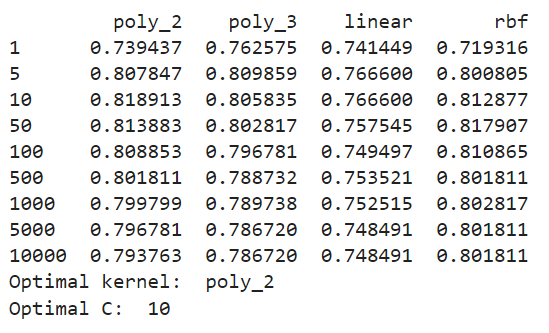 poly_2 poly_3 linear rbf
1 0.739437 0.762575 0.741449 0.719316
5 0.807847 0.809859 0.766600 0.800805
10 0.818913 0.805835 0.766600 0.812877
50 0.813883 0.802817 0.757545 0.817907
100 0.808853 0.796781 0.749497 0.810865
500 0.801811 0.788732 0.753521 0.801811
1000 0.799799 0.789738 0.752515 0.802817
5000 0.796781 0.786720 0.748491 0.801811
10000 0.793763 0.786720 0.748491 0.801811
Optimal kernel: poly_2
Optimal C: 10